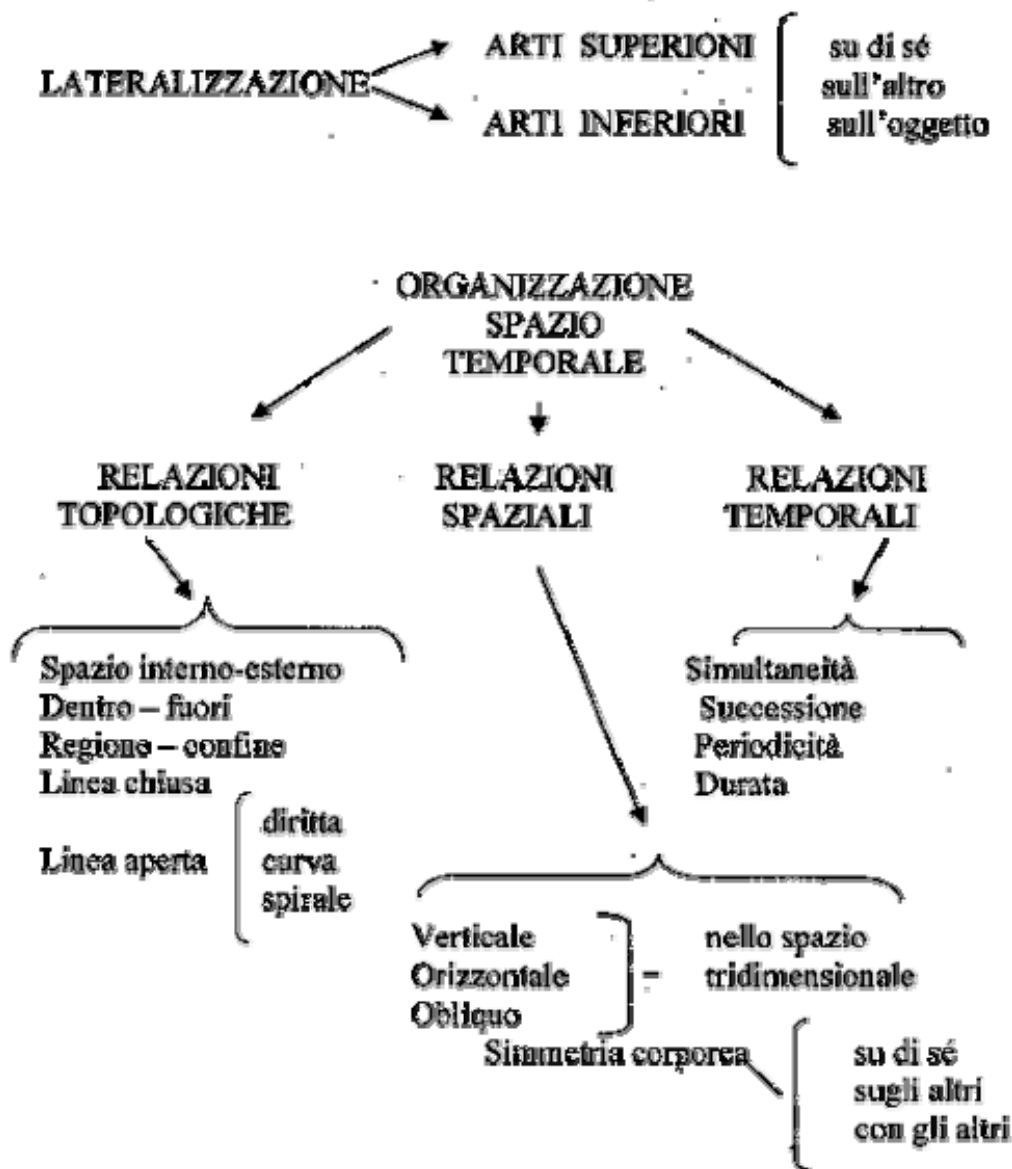 LATERALIZZAZIONE
ARTI SUPERIONI
ARTI INFERIORI
su di sé
sull'altro
sull'oggetto
ORGANIZZAZIONE
SPAZIO
TEMPORALE
RELAZIONI
TOPOLOGICHE
RELAZIONI
SPAZIALI
RELAZIONI
TEMPORALI
Spazio interno-esterno
Dentro – fuori
Regione – confine
Linea chiusa
Linea aperta
diritta
curva
spirale
Simultaneità
Successione
Periodicità
Durata
Verticale
Orizzontale
Obliquo
–
nello spazio
tridimensionale
Simmetria corporea
su di sé
sugli altri
con gli altri